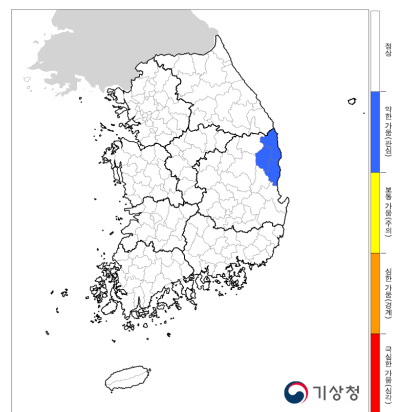 정상
약한 가뭄(관심)
보통 가뭄(주의)
심한 가뭄(경계)
극심한 가뭄(심각)
기상청